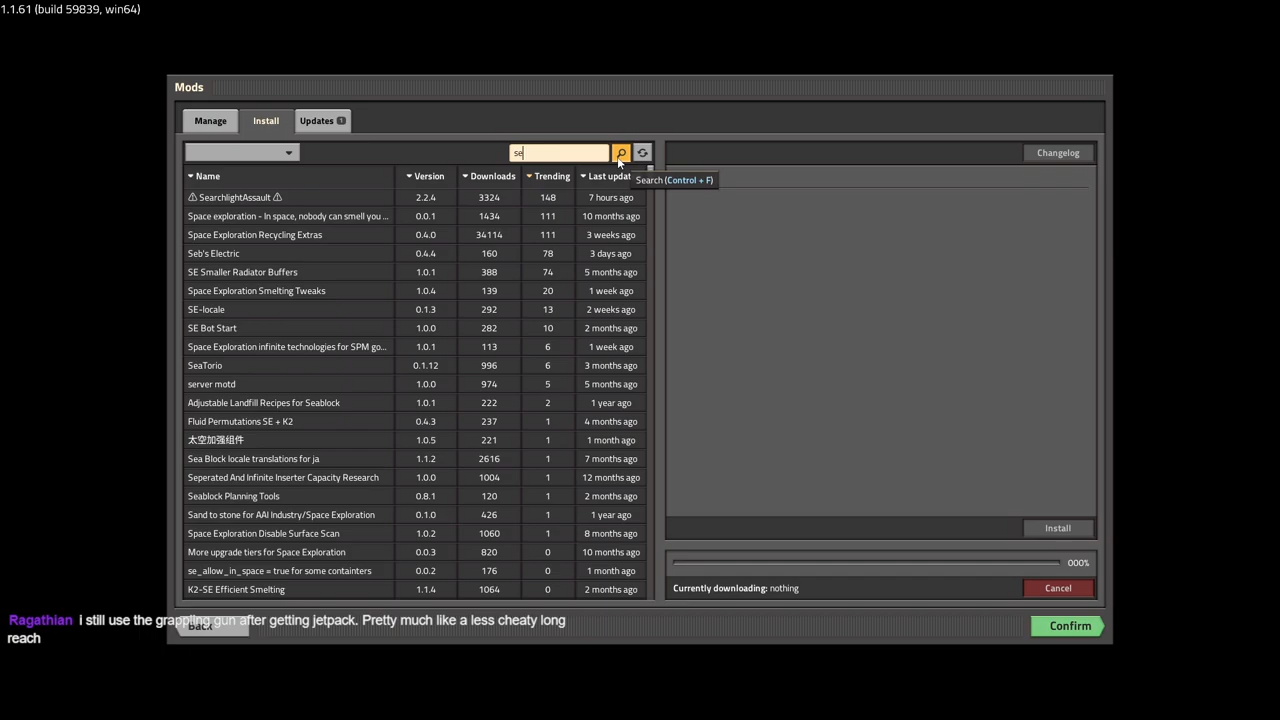 1.1.61 (build 59839, win64)
Mods
Manage Install Updates 1
se
Changelog
Search (Control + F)
Name Version Downloads Trending Last updat
⚠ SearchlightAssault ⚠ 2.2.4 3324 148 7 hours ago
Space exploration - In space, nobody can smell you ... 0.0.1 1434 111 10 months ago
Space Exploration Recycling Extras 0.4.0 34114 111 3 weeks ago
Seb's Electric 0.4.4 160 78 3 days ago
SE Smaller Radiator Buffers 1.0.1 388 74 5 months ago
Space Exploration Smelting Tweaks 1.0.4 139 20 1 week ago
SE-locale 0.1.3 292 13 2 weeks ago
SE Bot Start 1.0.0 282 10 2 months ago
Space Exploration infinite technologies for SPM go... 1.0.1 113 6 1 week ago
SeaTorio 0.1.12 996 6 3 months ago
server motd 1.0.0 974 5 5 months ago
Adjustable Landfill Recipes for Seablock 1.0.1 222 2 1 year ago
Fluid Permutations SE + K2 0.4.3 237 1 4 months ago
太空加强组件 1.0.5 221 1 1 month ago
Sea Block locale translations for ja 1.1.2 2616 1 7 months ago
Seperated And Infinite Inserter Capacity Research 1.0.0 1004 1 12 months ago
Seablock Planning Tools 0.8.1 120 1 2 months ago
Sand to stone for AAI Industry/Space Exploration 0.1.0 426 1 1 year ago
Space Exploration Disable Surface Scan 1.0.2 1060 1 8 months ago
More upgrade tiers for Space Exploration 0.0.3 820 0 10 months ago
se_allow_in_space = true for some containters 0.0.2 176 0 1 month ago
K2-SE Efficient Smelting 1.1.4 1064 0 2 months ago
Install
000%
Currently downloading: nothing
Cancel
Back
Confirm
Ragathian i still use the grappling gun after getting jetpack. Pretty much like a less cheaty long
reach